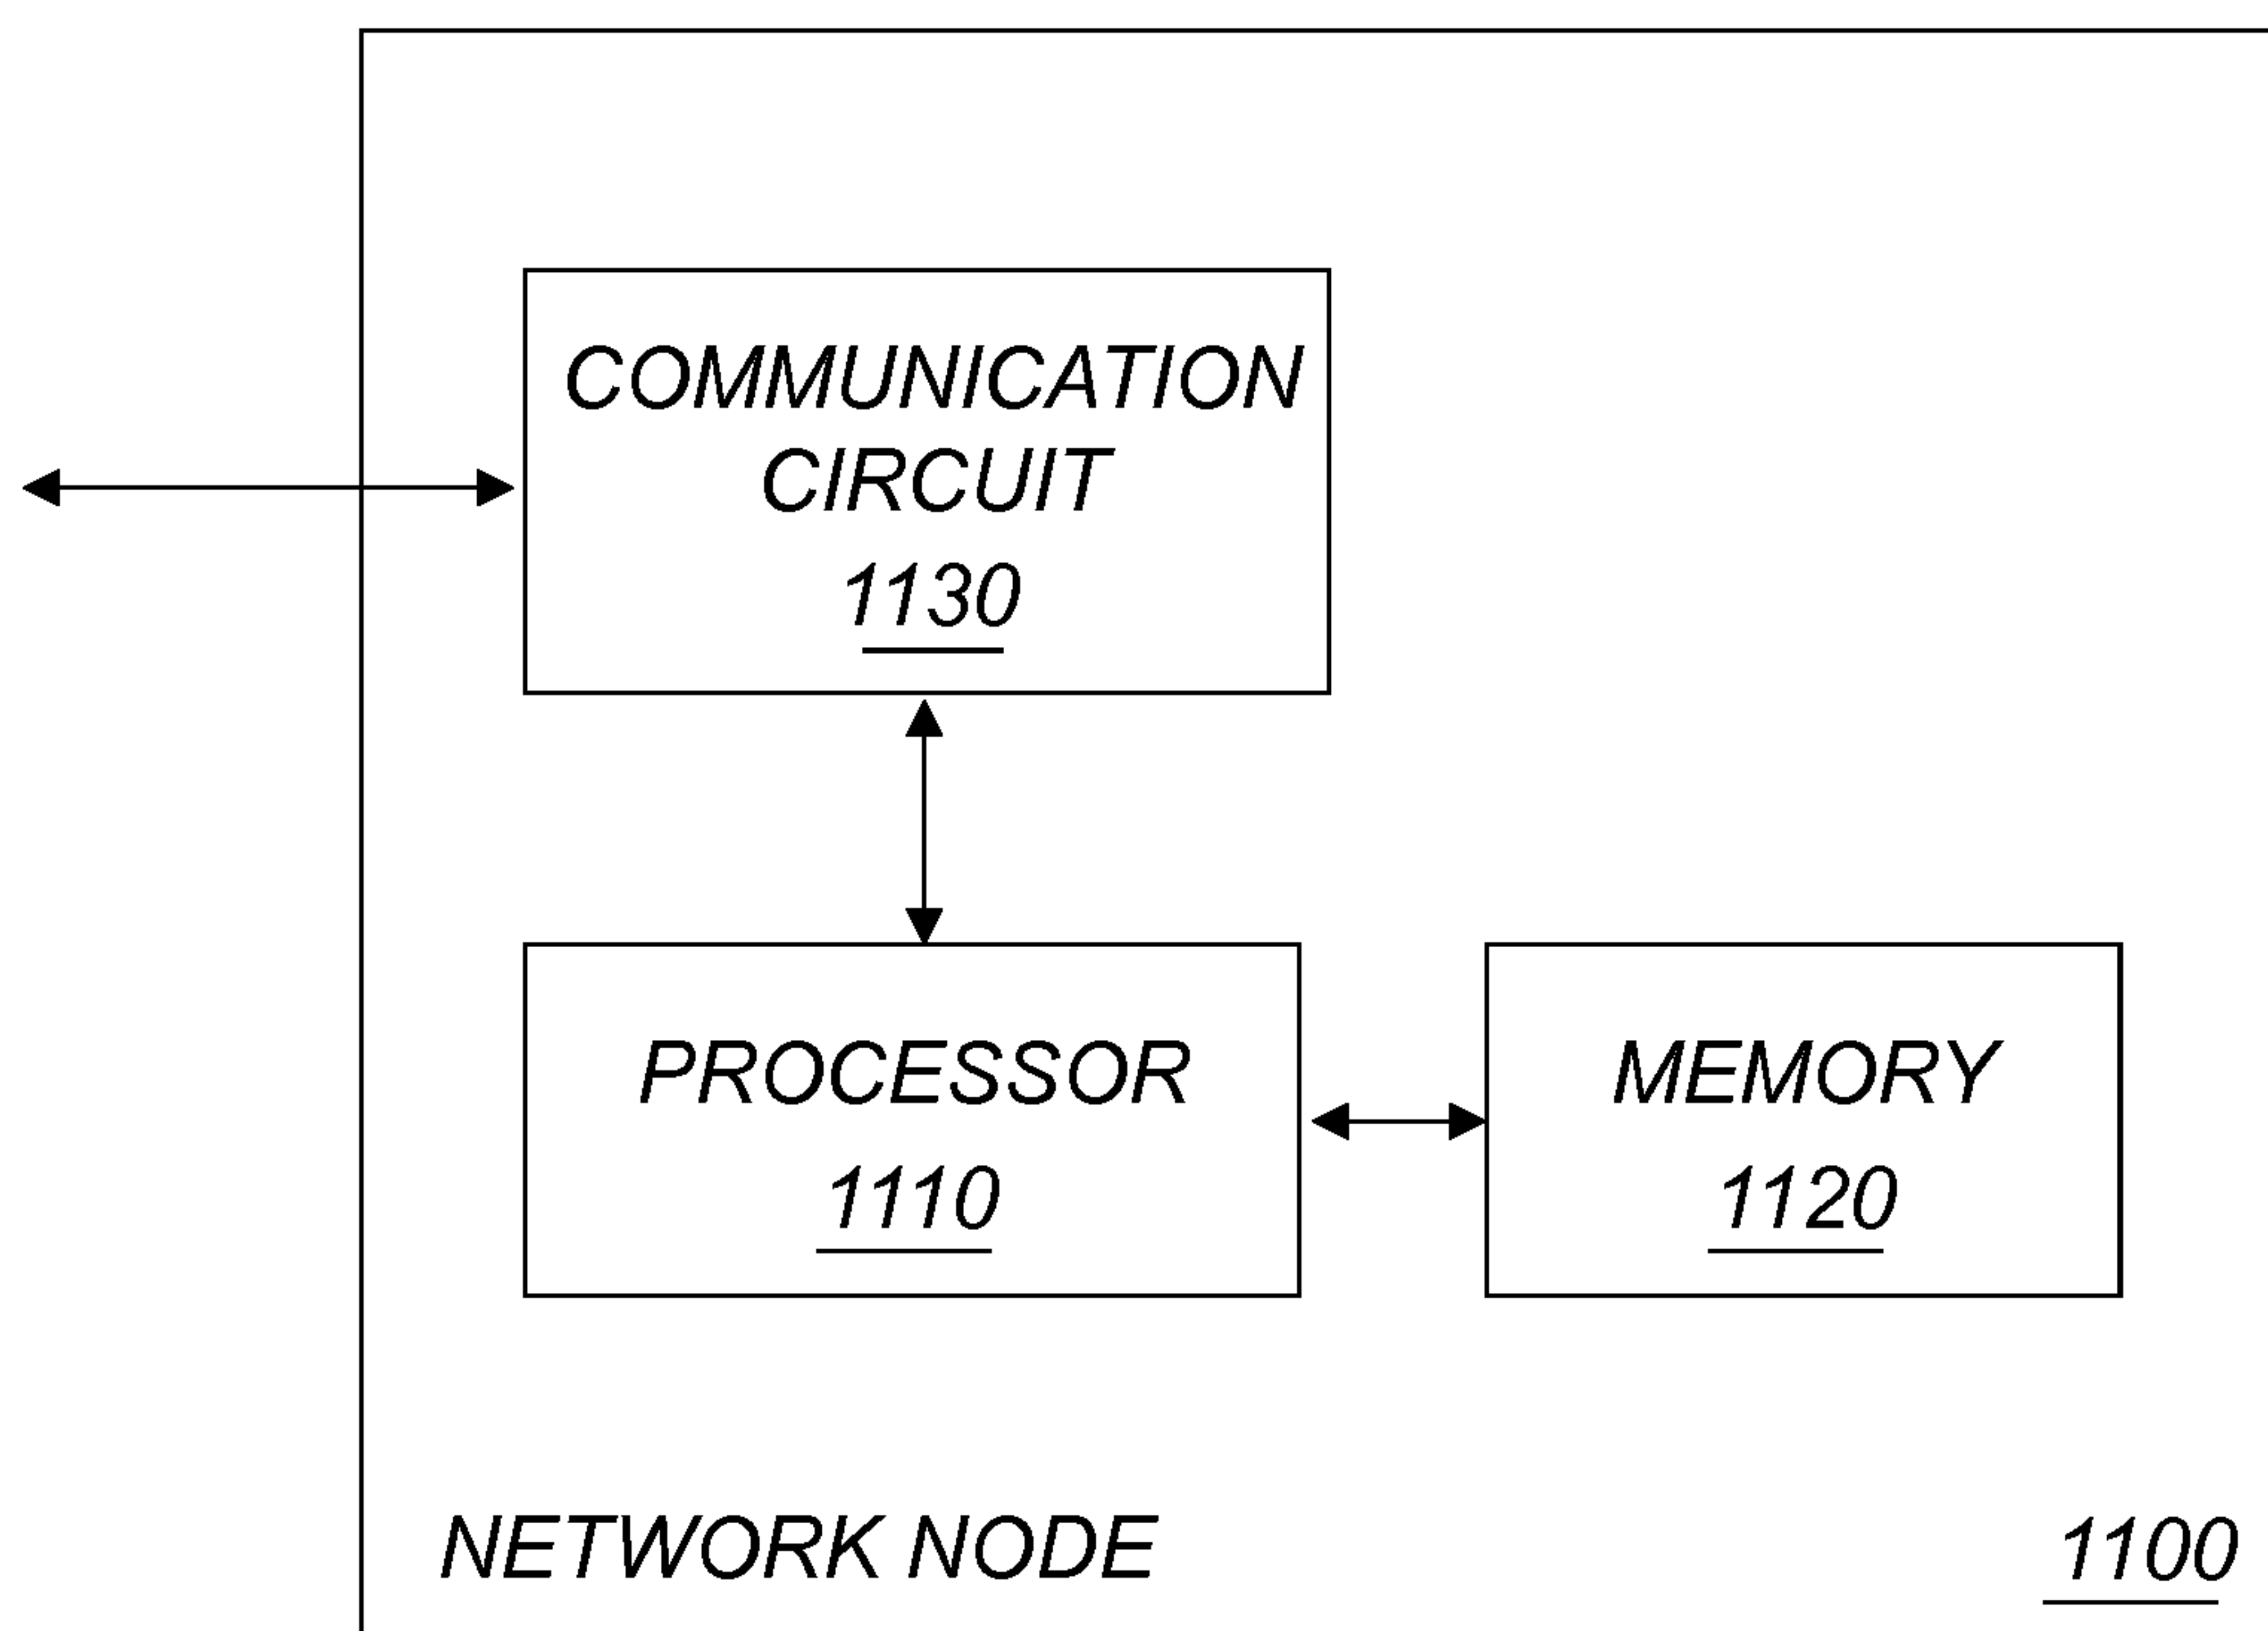 COMMUNICATION
CIRCUIT
1130
PROCESSOR
1110
MEMORY
1120
NETWORK NODE
1100